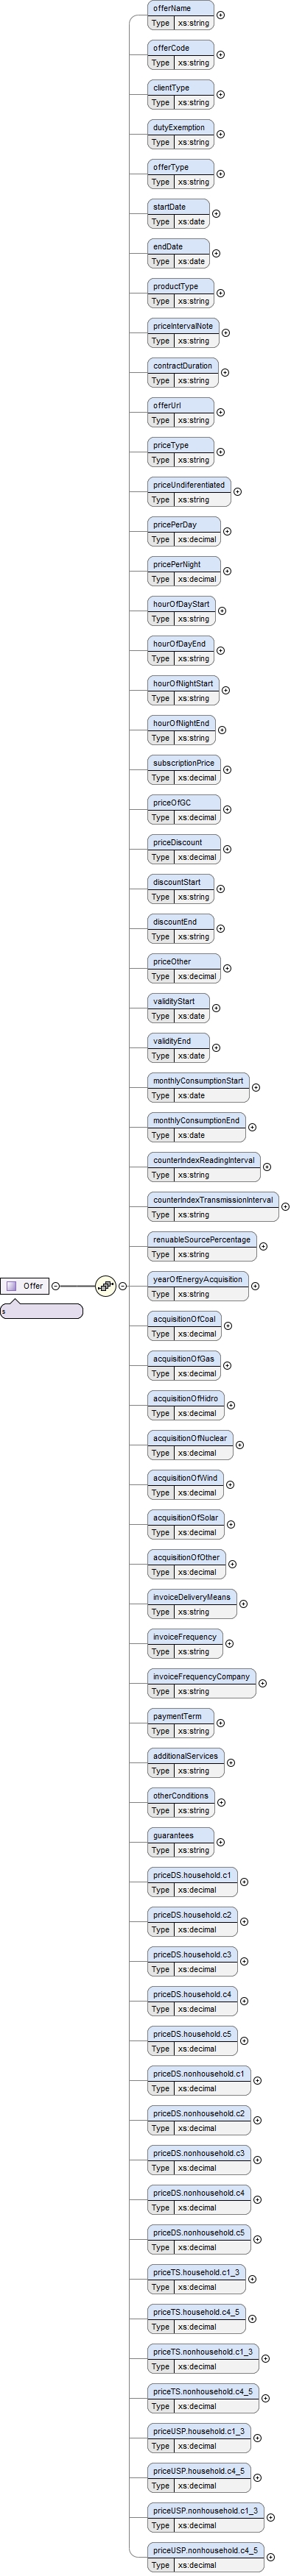 offerName
Type xs:string
offerCode
Type xs:string
clientType
Type xs:string
dutyExemption
Type xs:string
offerType
Type xs:string
startDate
Type xs:date
endDate
Type xs:date
productType
Type xs:string
priceIntervalNote
Type xs:string
contractDuration
Type xs:string
offerUrl
Type xs:string
priceType
Type xs:string
priceUndiferentiated
Type xs:string
pricePerDay
Type xs:decimal
pricePerNight
Type xs:decimal
hourOfDayStart
Type xs:string
hourOfDayEnd
Type xs:string
hourOfNightStart
Type xs:string
hourOfNightEnd
Type xs:string
subscriptionPrice
Type xs:decimal
priceOfGC
Type xs:decimal
priceDiscount
Type xs:decimal
discountStart
Type xs:string
discountEnd
Type xs:string
priceOther
Type xs:decimal
validityStart
Type xs:date
validityEnd
Type xs:date
monthlyConsumptionStart
Type xs:date
monthlyConsumptionEnd
Type xs:date
counterIndexReadingInterval
Type xs:string
counterIndexTransmissionInterval
Type xs:string
renuableSourcePercentage
Type xs:string
Offer
s
yearOfEnergyAcquisition
Type xs:string
acquisitionOfCoal
Type xs:decimal
acquisitionOfGas
Type xs:decimal
acquisitionOfHidro
Type xs:decimal
acquisitionOfNuclear
Type xs:decimal
acquisitionOfWind
Type xs:decimal
acquisitionOfSolar
Type xs:decimal
acquisitionOfOther
Type xs:decimal
invoiceDeliveryMeans
Type xs:string
invoiceFrequency
Type xs:string
invoiceFrequencyCompany
Type xs:string
paymentTerm
Type xs:string
additionalServices
Type xs:string
otherConditions
Type xs:string
guarantees
Type xs:string
priceDS.household.c1
Type xs:decimal
priceDS.household.c2
Type xs:decimal
priceDS.household.c3
Type xs:decimal
priceDS.household.c4
Type xs:decimal
priceDS.household.c5
Type xs:decimal
priceDS.nonhousehold.c1
Type xs:decimal
priceDS.nonhousehold.c2
Type xs:decimal
priceDS.nonhousehold.c3
Type xs:decimal
priceDS.nonhousehold.c4
Type xs:decimal
priceDS.nonhousehold.c5
Type xs:decimal
priceTS.household.c1_3
Type xs:decimal
priceTS.household.c4_5
Type xs:decimal
priceTS.nonhousehold.c1_3
Type xs:decimal
priceTS.nonhousehold.c4_5
Type xs:decimal
priceUSP.household.c1_3
Type xs:decimal
priceUSP.household.c4_5
Type xs:decimal
priceUSP.nonhousehold.c1_3
Type xs:decimal
priceUSP.nonhousehold.c4_5
Type xs:decimal